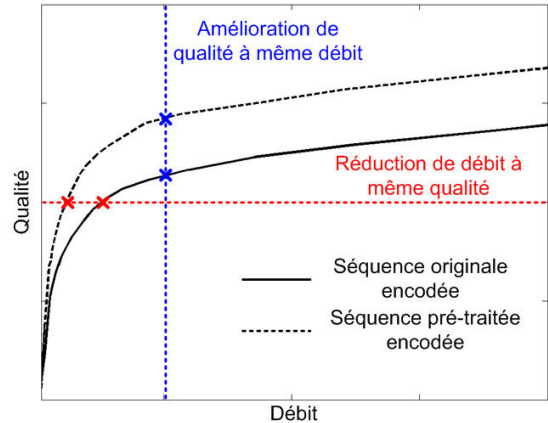 Amélioration de
qualité à même débit
Réduction de débit à
même qualité
Qualité
Séquence originale
encodée
Séquence pré-traitée
encodée
Débit